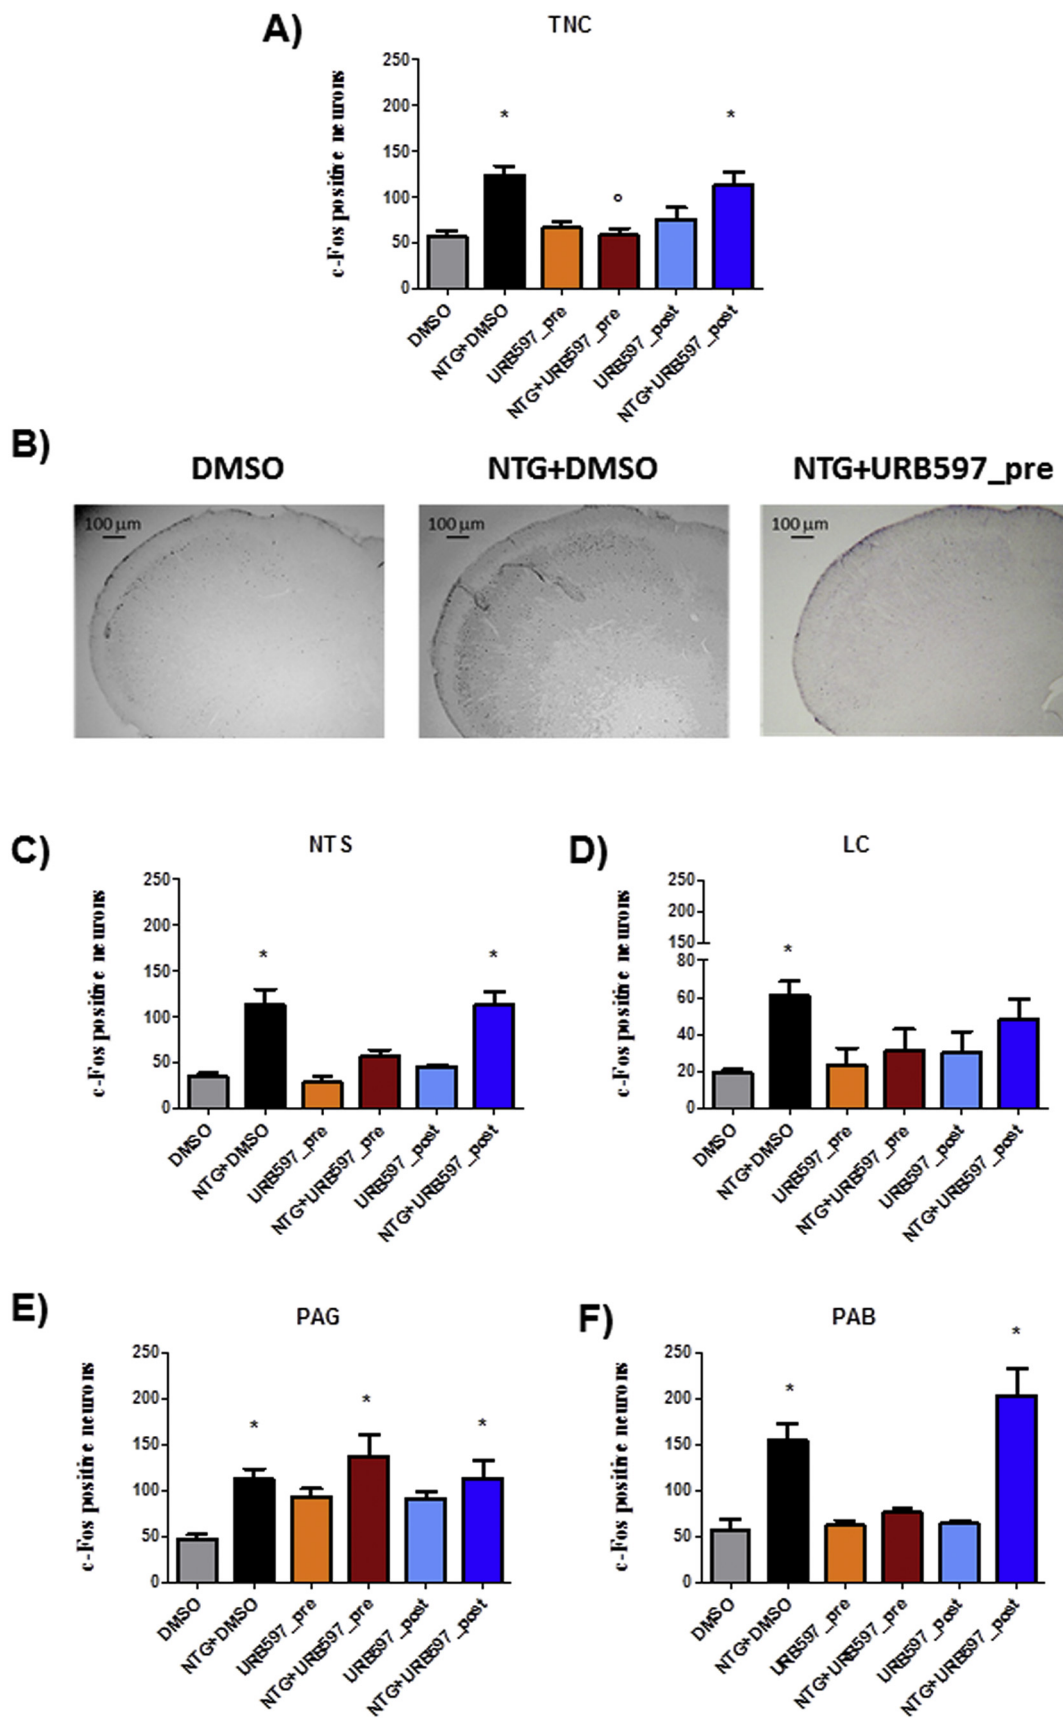 A)
TNC
c-Fos positive neurons
250
200
150
100
50
0
*
°
*
DMSO
NTG+DMSO
URB597_pre
NTG+URB597_pre
URB597_post
NTG+URB597_post
B)
DMSO
NTG+DMSO
NTG+URB597_pre
100 μm
100 μm
100 μm
C)
NTS
c-Fos positive neurons
250
200
150
100
50
0
*
*
DMSO
NTG+DMSO
URB597_pre
NTG+URB597_pre
URB597_post
NTG+URB597_post
D)
LC
c-Fos positive neurons
250
200
150
80
60
40
20
0
*
DMSO
NTG+DMSO
URB597_pre
NTG+URB597_pre
URB597_post
NTG+URB597_post
E)
PAG
c-Fos positive neurons
250
200
150
100
50
0
*
*
*
DMSO
NTG+DMSO
URB597_pre
NTG+URB597_pre
URB597_post
NTG+URB597_post
F)
PAB
c-Fos positive neurons
250
200
150
100
50
0
*
*
DMSO
NTG+DMSO
URB597_pre
NTG+URB597_pre
URB597_post
NTG+URB597_post